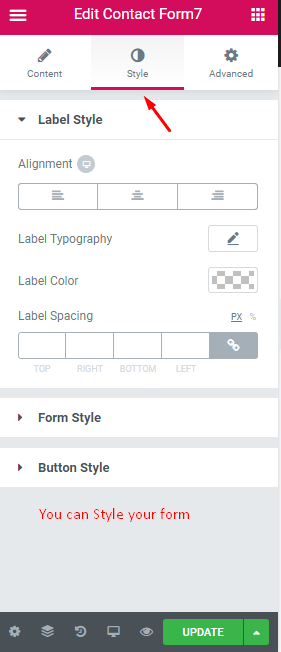 Edit Contact Form7
Content Style Advanced
Label Style
Alignment
Label Typography
Label Color
Label Spacing PX %
TOP RIGHT BOTTOM LEFT
Form Style
Button Style
You can Style your form
UPDATE